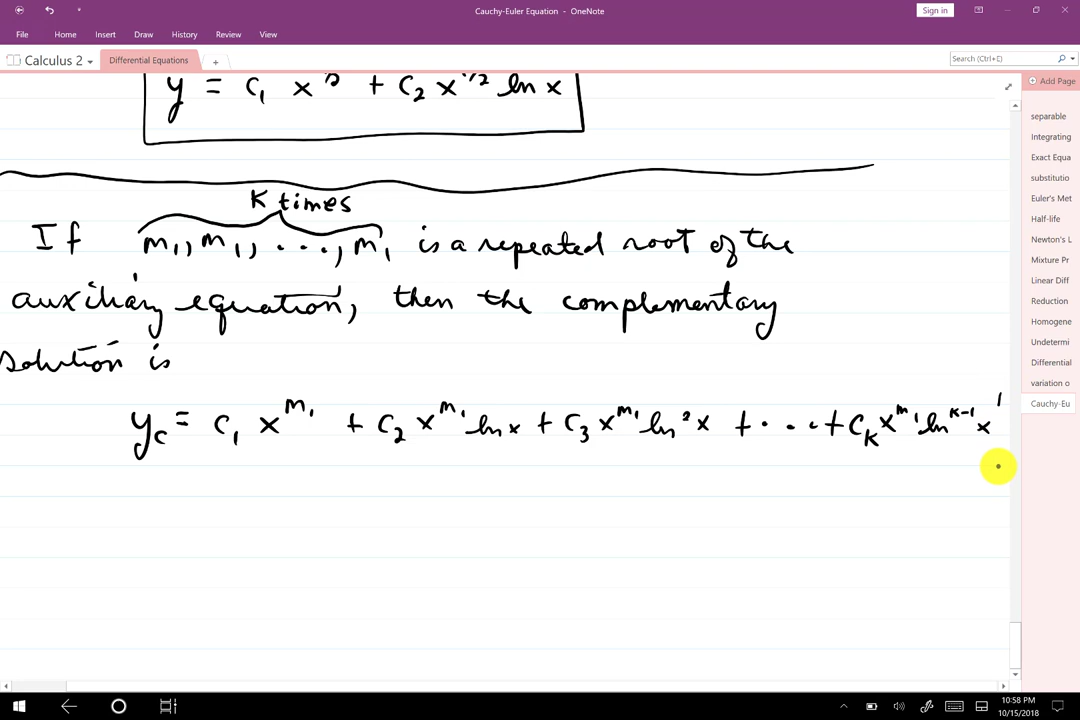 Cauchy-Euler Equation - OneNote
Sign in
File Home Insert Draw History Review View
Calculus 2 Differential Equations
Search (Ctrl+E)
Add Page
y = c₁ x^1/2 + c₂ x^1/2 ln x
K times
If m₁, m₁, . . ., m₁ is a repeated root of the
auxiliary equation, then the complementary
solution is
y_c = c₁ x^m₁ + c₂ x^m₁ ln x + c₃ x^m₁ ln² x + . . . + c_k x^m₁ ln^k-1 x
separable
Integrating
Exact Equa
substitutio
Euler's Met
Half-life
Newton's L
Mixture Pr
Linear Diff
Reduction
Homogene
Undetermi
Differential
variation o
Cauchy-Eu
10:58 PM
10/15/2018